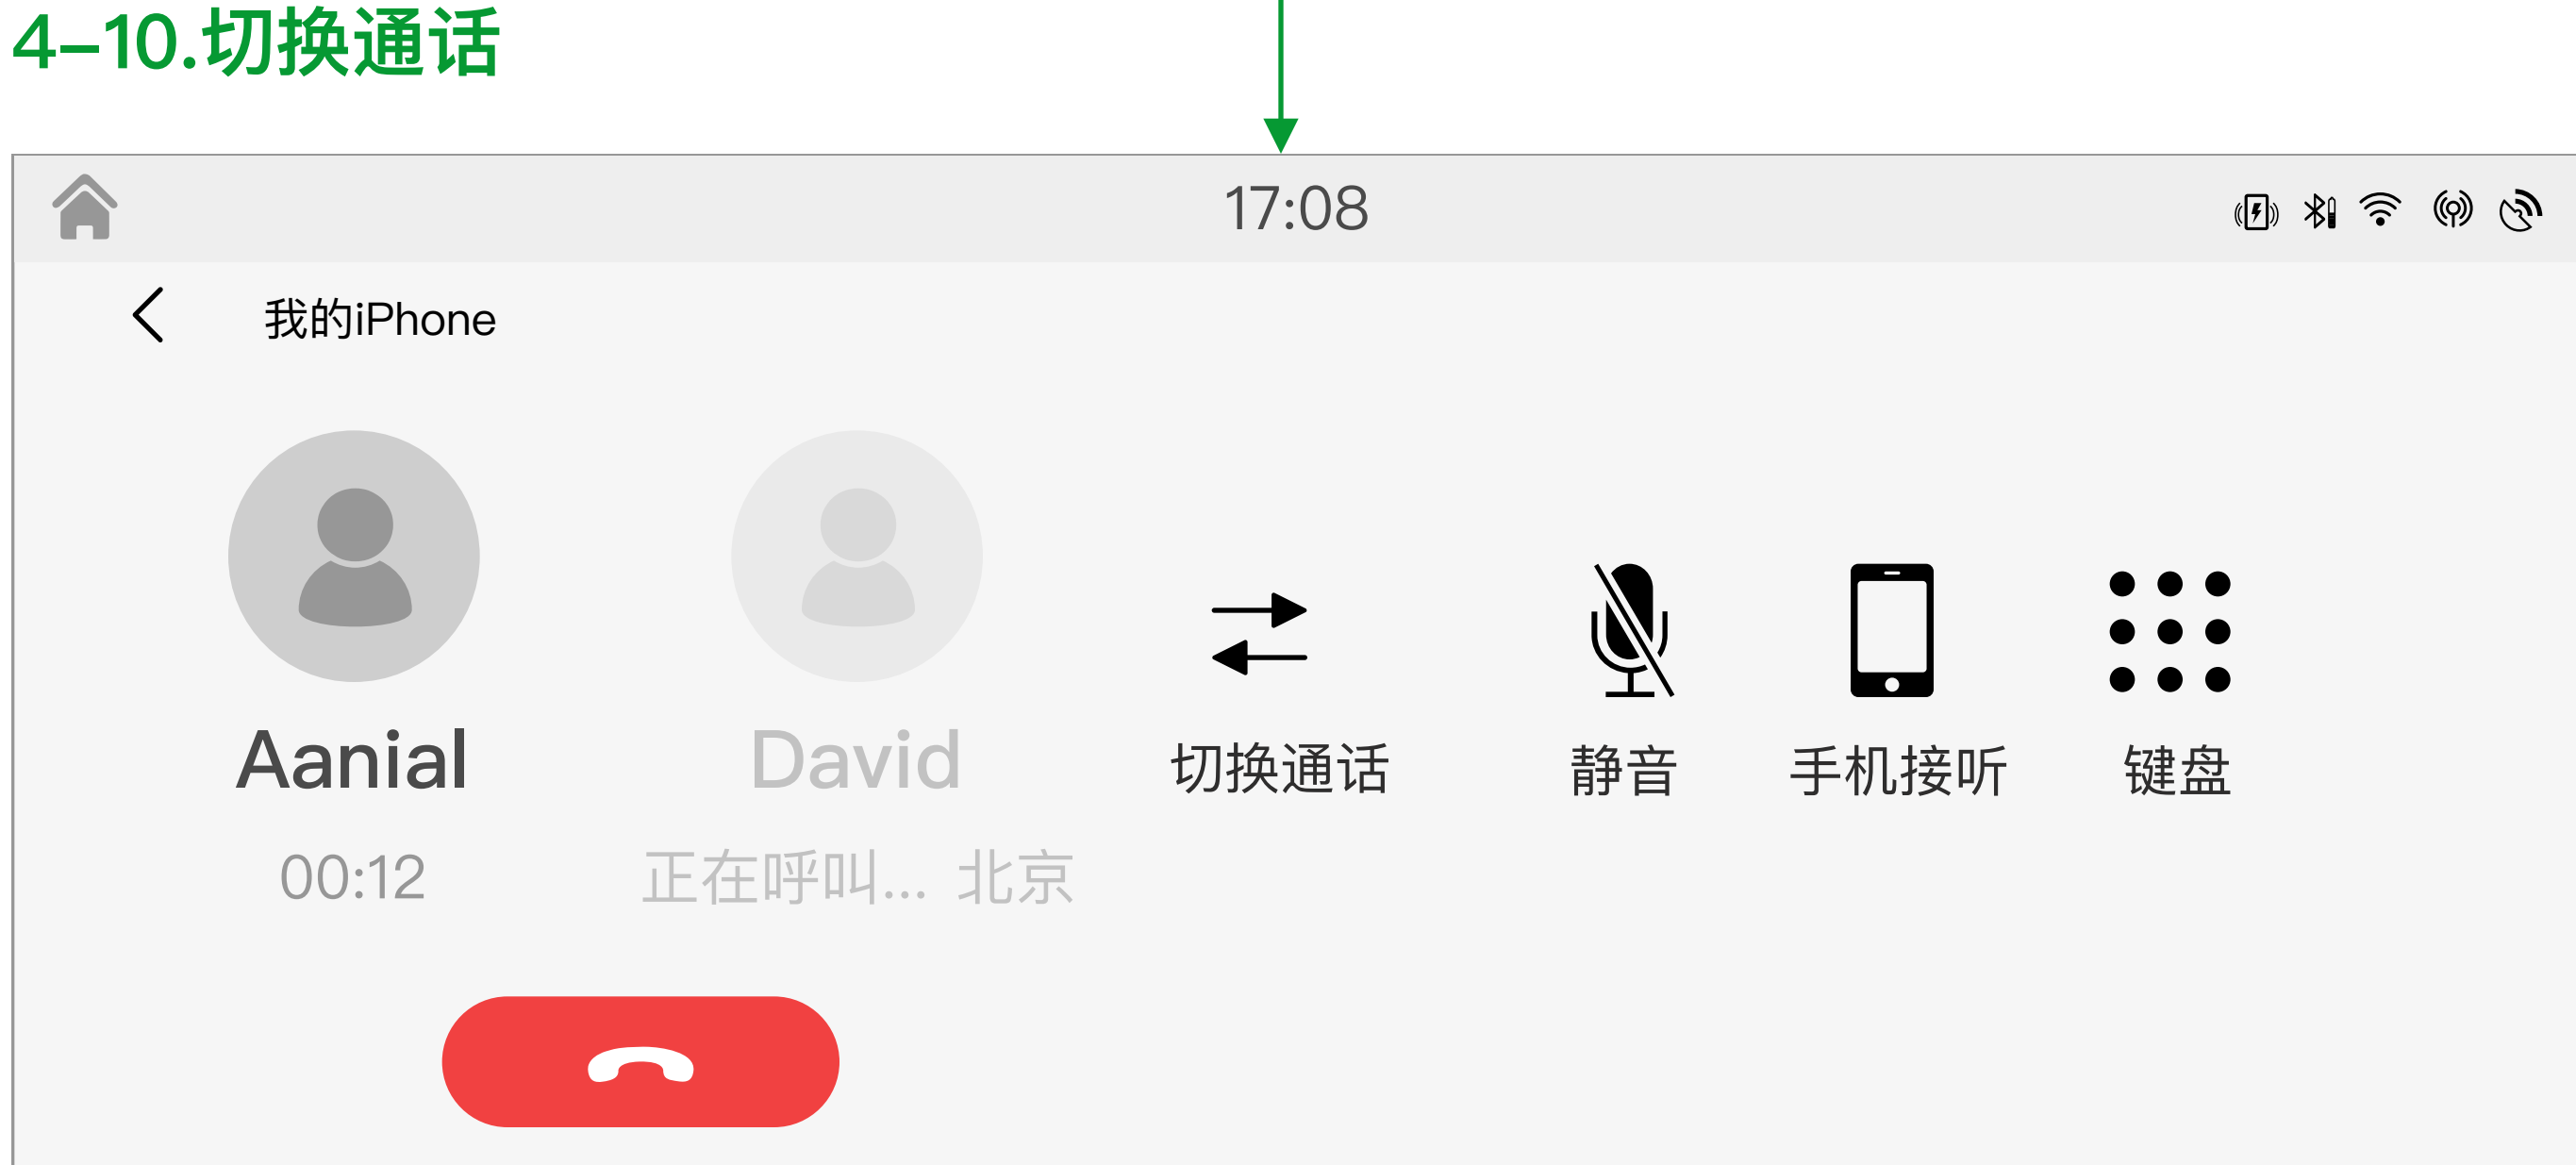 4-10.切换通话
17:08
我的iPhone
Aanial
David
切换通话
静音
手机接听
键盘
00:12
正在呼叫... 北京